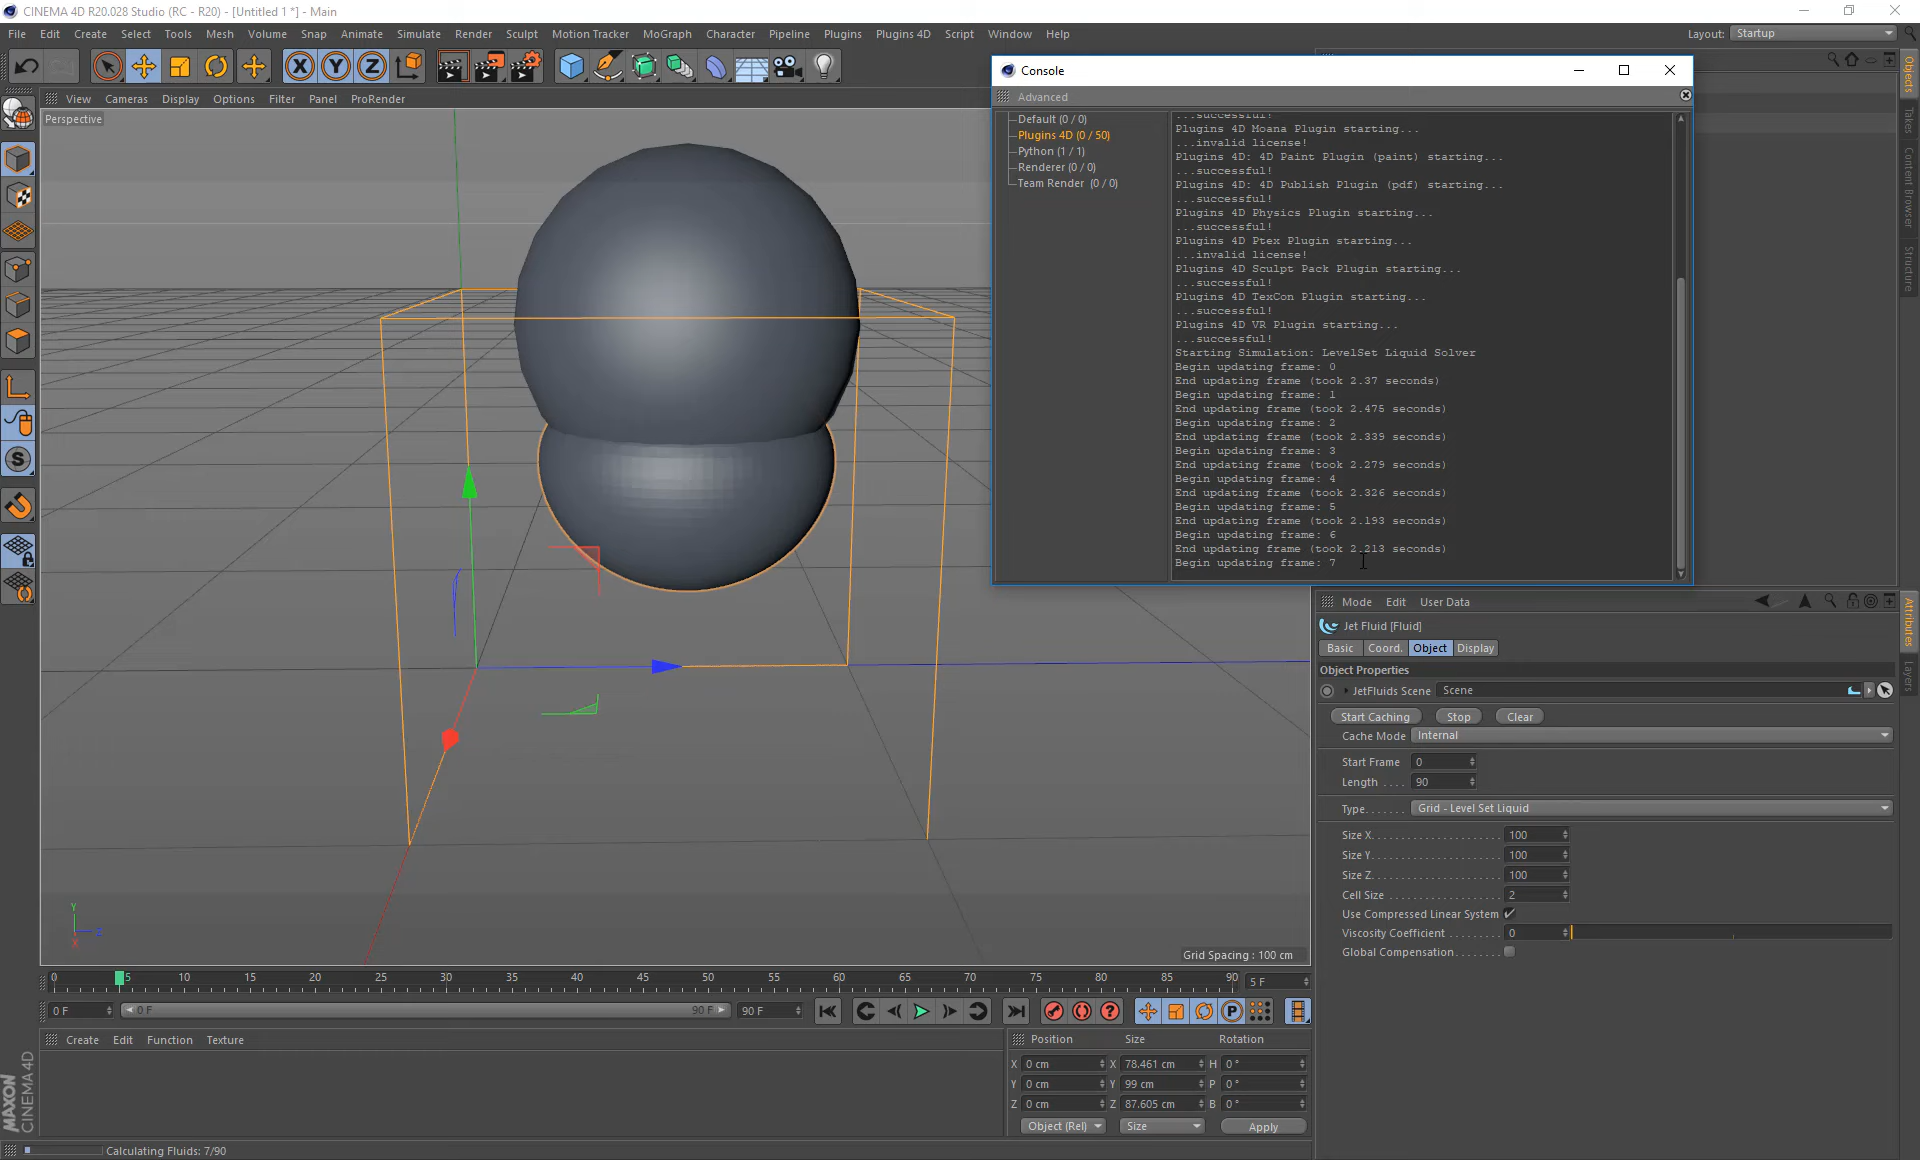 CINEMA 4D R20.028 Studio (RC - R20) - [Untitled 1 *] - Main
File Edit Create Select Tools Mesh Volume Snap Animate Simulate Render Sculpt Motion Tracker MoGraph Character Pipeline Plugins Plugins 4D Script Window Help
Layout: Startup
View Cameras Display Options Filter Panel ProRender
Perspective
Console
Advanced
Default (0 / 0)
Plugins 4D (0 / 50)
Python (1 / 1)
Renderer (0 / 0)
Team Render (0 / 0)
...successful!
Plugins 4D Moana Plugin starting...
...invalid license!
Plugins 4D: 4D Paint Plugin (paint) starting...
...successful!
Plugins 4D: 4D Publish Plugin (pdf) starting...
...successful!
Plugins 4D Physics Plugin starting...
...successful!
Plugins 4D Ptex Plugin starting...
...invalid license!
Plugins 4D Sculpt Pack Plugin starting...
...successful!
Plugins 4D TexCon Plugin starting...
...successful!
Plugins 4D VR Plugin starting...
...successful!
Starting Simulation: LevelSet Liquid Solver
Begin updating frame: 0
End updating frame (took 2.37 seconds)
Begin updating frame: 1
End updating frame (took 2.475 seconds)
Begin updating frame: 2
End updating frame (took 2.339 seconds)
Begin updating frame: 3
End updating frame (took 2.279 seconds)
Begin updating frame: 4
End updating frame (took 2.326 seconds)
Begin updating frame: 5
End updating frame (took 2.193 seconds)
Begin updating frame: 6
End updating frame (took 2.213 seconds)
Begin updating frame: 7
Objects
Takes
Content Browser
Structure
Mode Edit User Data
Jet Fluid [Fluid]
Basic Coord. Object Display
Object Properties
JetFluids Scene Scene
Start Caching Stop Clear
Cache Mode Internal
Start Frame 0
Length .... 90
Type....... Grid - Level Set Liquid
Size X. 100
Size Y. 100
Size Z. 100
Cell Size 2
Use Compressed Linear System
Viscosity Coefficient 0
Global Compensation
Attributes
Layers
Y
Z
X
Grid Spacing : 100 cm
0 5 10 15 20 25 30 35 40 45 50 55 60 65 70 75 80 85 90 5 F
0 F 0 F 90 F 90 F
Create Edit Function Texture
Position Size Rotation
X 0 cm X 78.461 cm H 0 °
Y 0 cm Y 99 cm P 0 °
Z 0 cm Z 87.605 cm B 0 °
Object (Rel) Size Apply
MAXON
CINEMA 4D
Calculating Fluids: 7/90